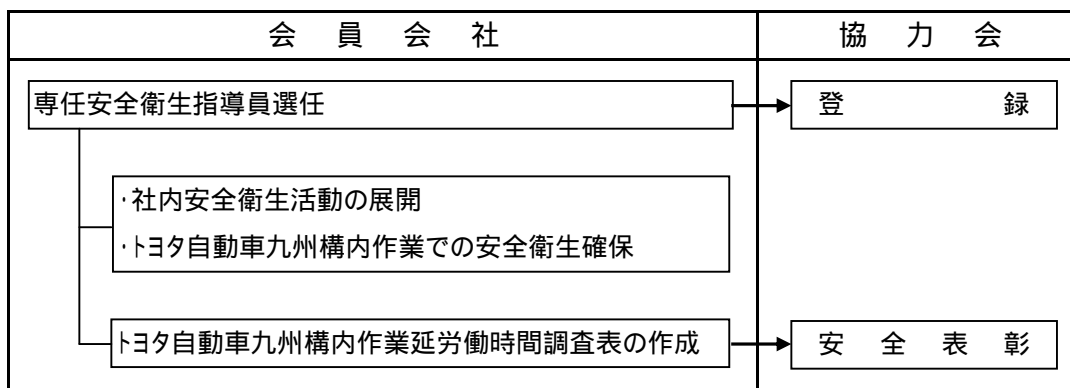 会員会社
協力会
専任安全衛生指導員選任
登録
･社内安全衛生活動の展開
･ﾄﾖﾀ自動車九州構内作業での安全衛生確保
ﾄﾖﾀ自動車九州構内作業延労働時間調査表の作成
安全表彰